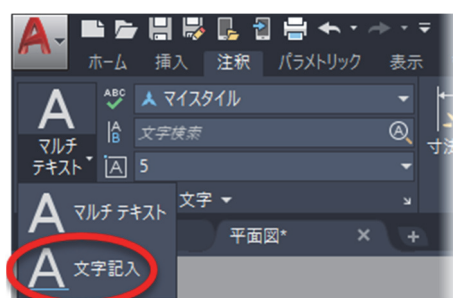 ホーム 挿入 注釈 パラメトリック 表示
ABC マイスタイル
A マルチテキスト
A B 文字検索
A 5
寸法
文字
A マルチ テキスト
平面図*
A 文字記入